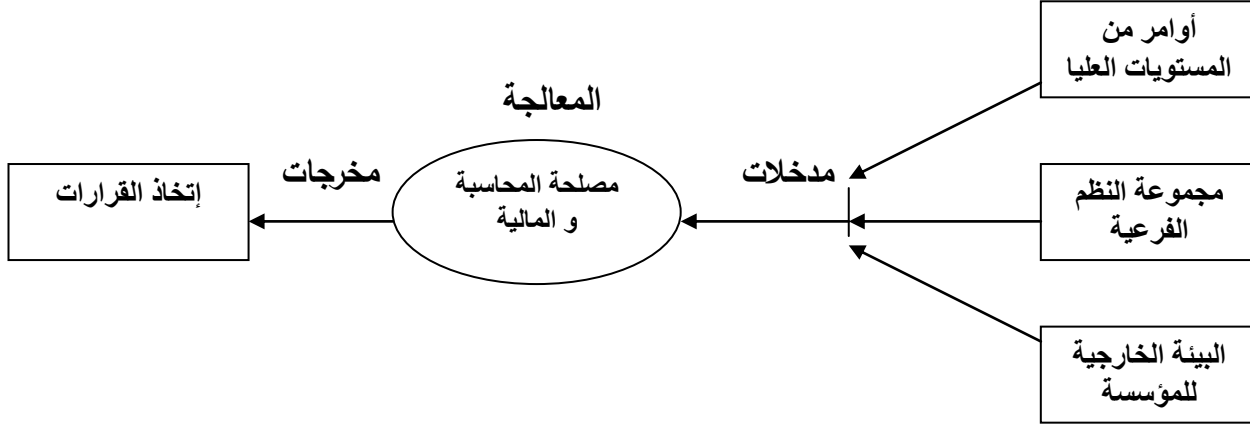 أوامر من
المستويات العليا
المعالجة
مجموعة النظم
الفرعية
مدخلات
مصلحة المحاسبة
و المالية
مخرجات
إتخاذ القرارات
البيئة الخارجية
للمؤسسة